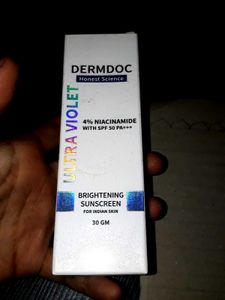 DERMDOC
Honest Science
ULTRA VIOLET
4% NIACINAMIDE
WITH SPF 50 PA+++
BRIGHTENING
SUNSCREEN
FOR INDIAN SKIN
30 GM